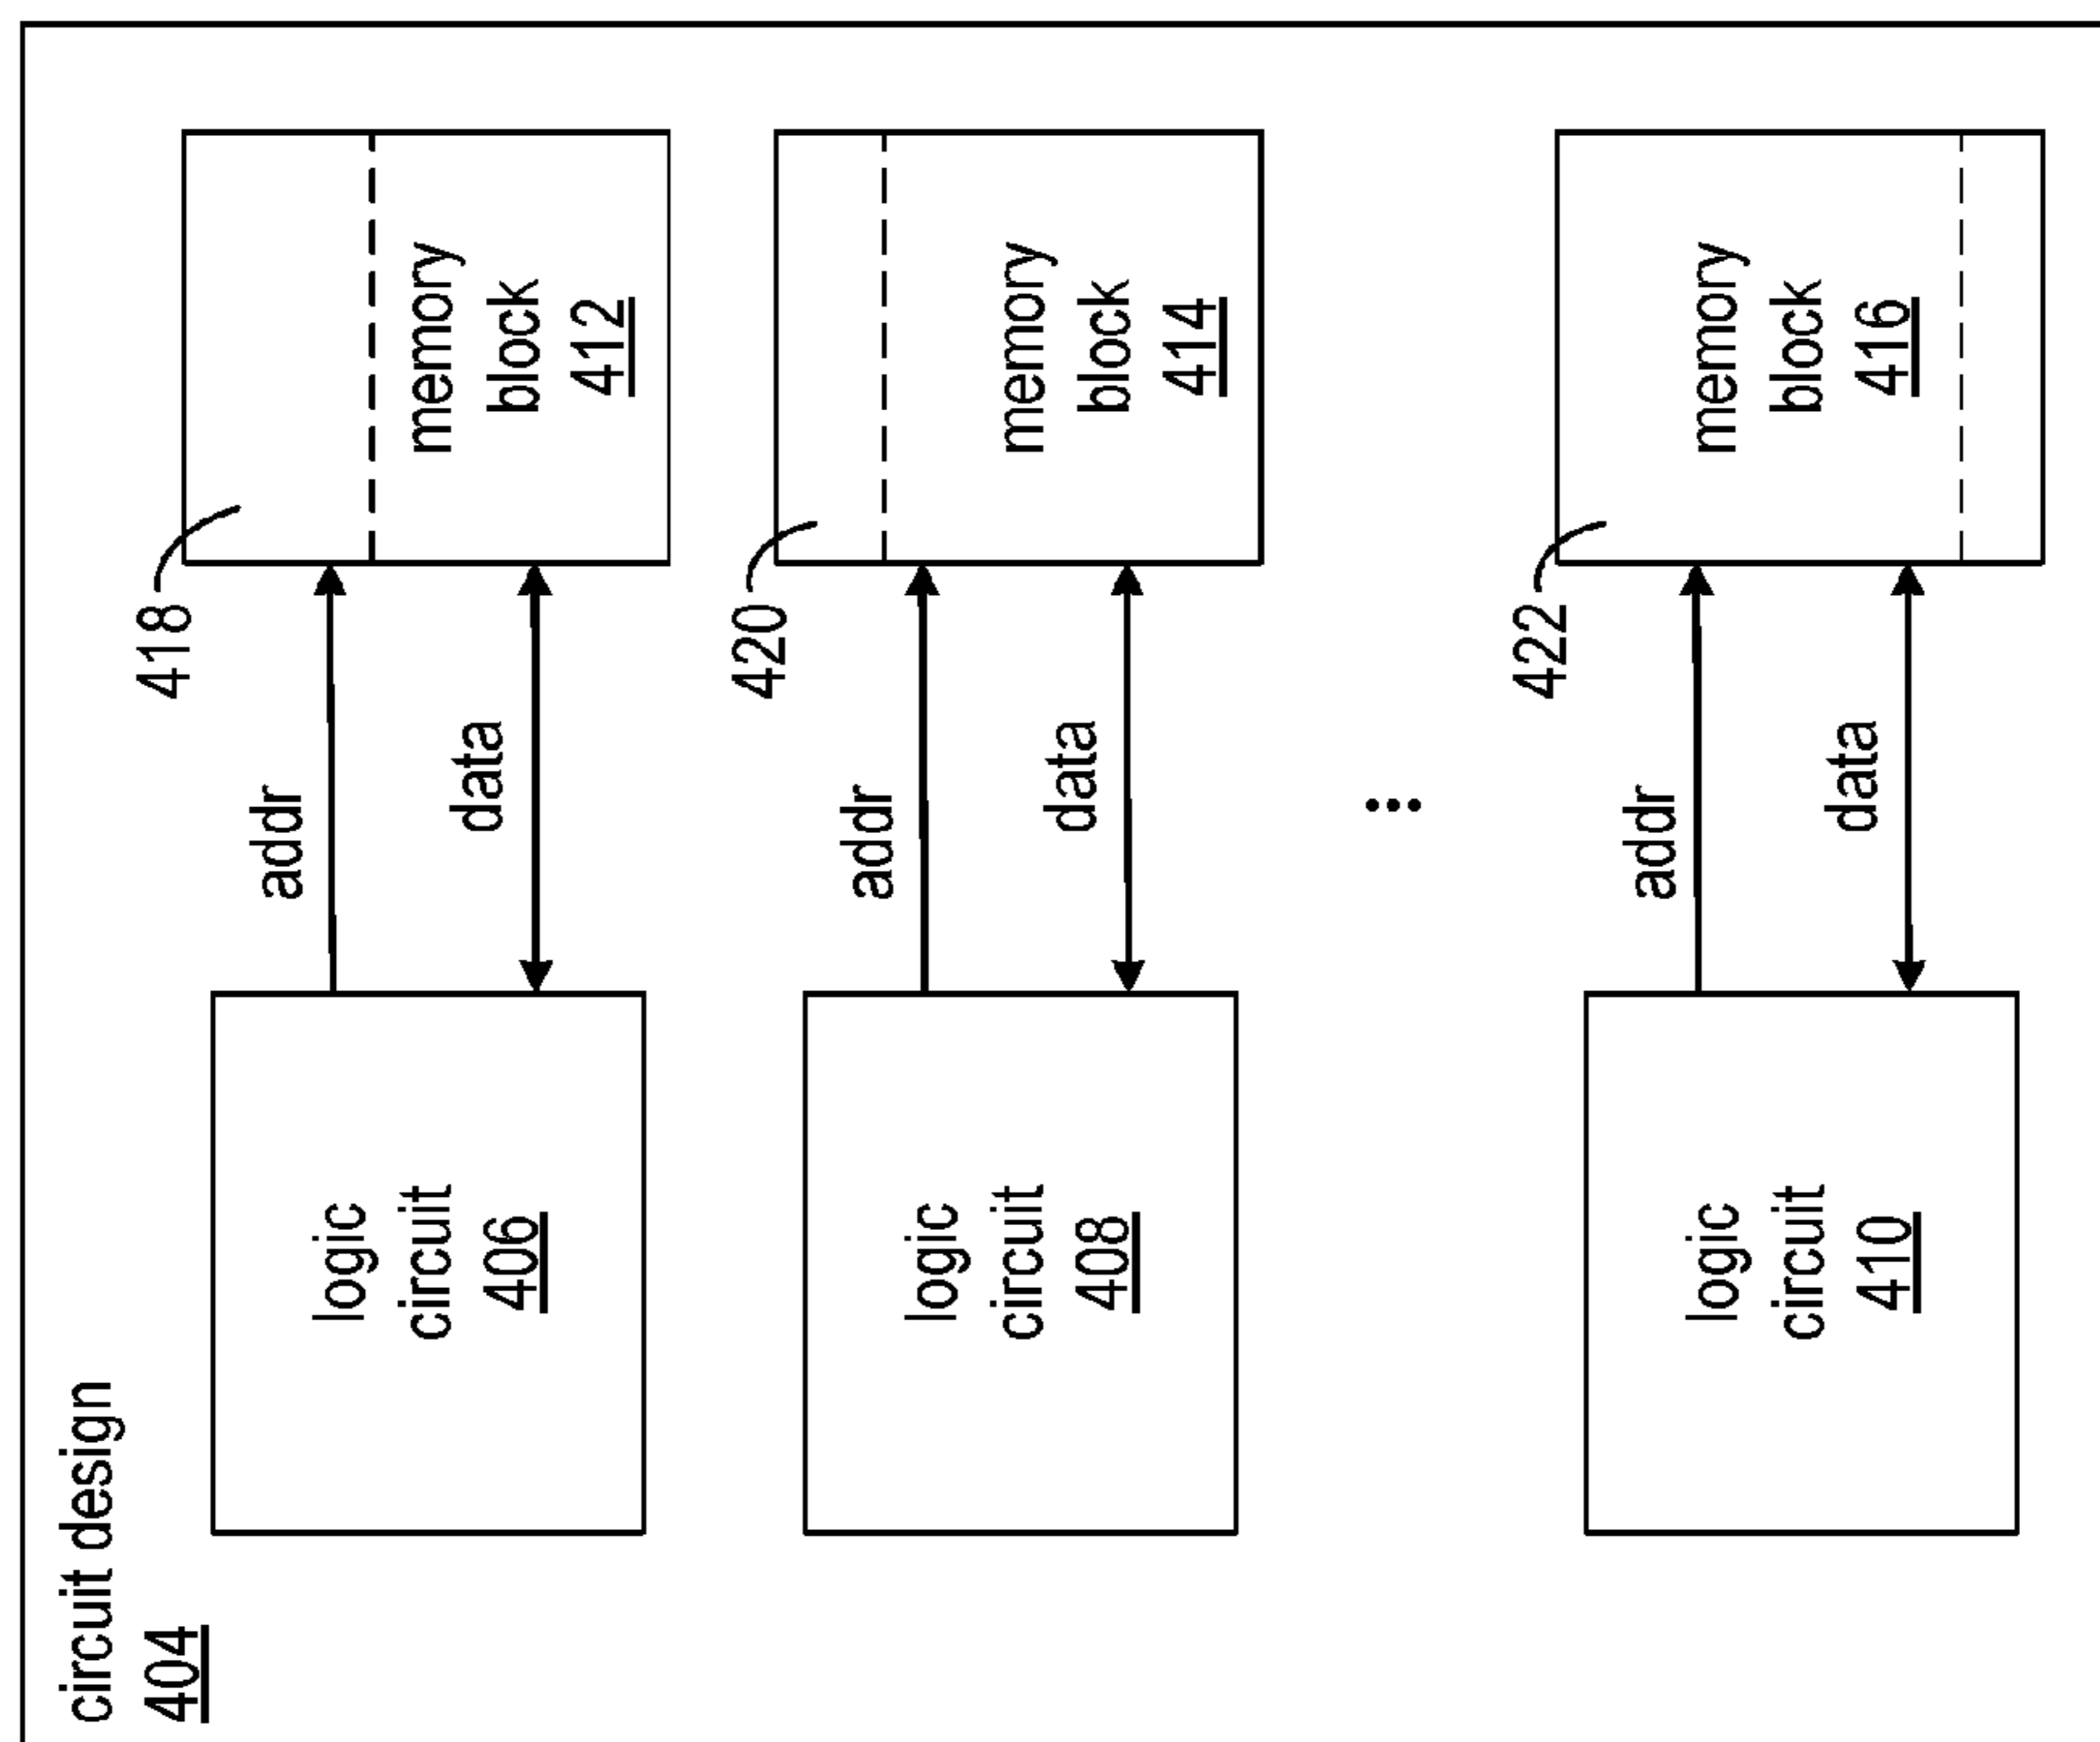 circuit design
404
logic
circuit
406
addr
data
418
memory
block
412
logic
circuit
408
addr
data
420
memory
block
414
logic
circuit
410
addr
data
422
memory
block
416